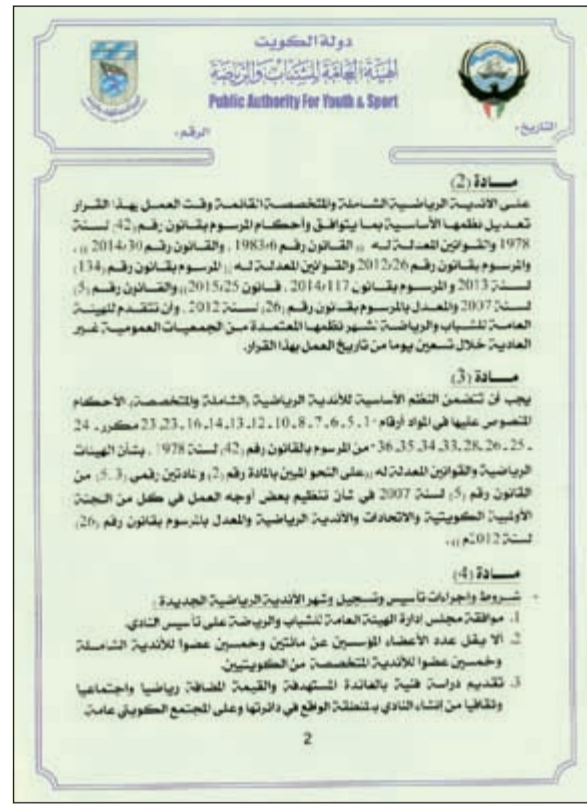 دولة الكويت
الهيئة العامة للشباب والرياضة
Public Authority For Youth & Sport
التاريخ:
الرقم:
مــادة (2)
على الأندية الرياضية الشاملة والمتخصصة القائمة وقت العمل بهذا القرار
تعديل نظمها الأساسية بما يتوافق وأحكام المرسوم بقانون رقم (42) لسنة
1978 والقوانين المعدلة له (( القانون رقم 1983/6 ، والقانون رقم 2014/30 )) ،
والمرسوم بقانون رقم 2012/26 والقوانين المعدلة له (( المرسوم بقانون رقم (134)
لسنة 2013 و المرسوم بقانون 2014/117 ، قانون 2015/25)) والقانون رقم (5)
لسنة 2007 والمعدل بالمرسوم بقانون رقم (26) لسنة 2012 ، وأن تتقدم للهيئة
العامة للشباب والرياضة لشهر نظمها المعتمدة من الجمعيات العمومية غير
العادية خلال تسعين يوما من تاريخ العمل بهذا القرار.
مــادة (3)
يجب أن تتضمن النظم الأساسية للأندية الرياضية (الشاملة والمتخصصة) الأحكام
المنصوص عليها في المواد أرقام "1، 5، 6، 7، 8، 10، 12، 13، 14، 16، 23، 23 مكرر، 24
، 25، 26، 28، 33، 34، 35، 36" من المرسوم بالقانون رقم (42) لسنة 1978 ، بشأن الهيئات
الرياضية والقوانين المعدلة له ((على النحو المبين بالمادة رقم (2) ومادتين رقمى (3، 5) من
القانون رقم (5) لسنة 2007 في شان تنظيم بعض أوجه العمل في كل من اللجنة
الأولمبية الكويتية والاتحادات والأندية الرياضية والمعدل بالمرسوم بقانون رقم (26)
لسنة 2012م)).
مــادة (4)
- شروط وإجراءات تأسيس وتسجيل وشهر الأندية الرياضية الجديدة :
1. موافقة مجلس إدارة الهيئة العامة للشباب والرياضة على تأسيس النادي.
2. ألا يقل عدد الأعضاء المؤسسين عن مائتين وخمسين عضوا للأندية الشاملة
وخمسين عضوا للأندية المتخصصة من الكويتيين.
3. تقديم دراسة فنية بالفائدة المستهدفة والقيمة المضافة رياضيا واجتماعيا
وثقافيا من إنشاء النادي بالمنطقة الواقع في دائرتها وعلى المجتمع الكويتى عامة.
2